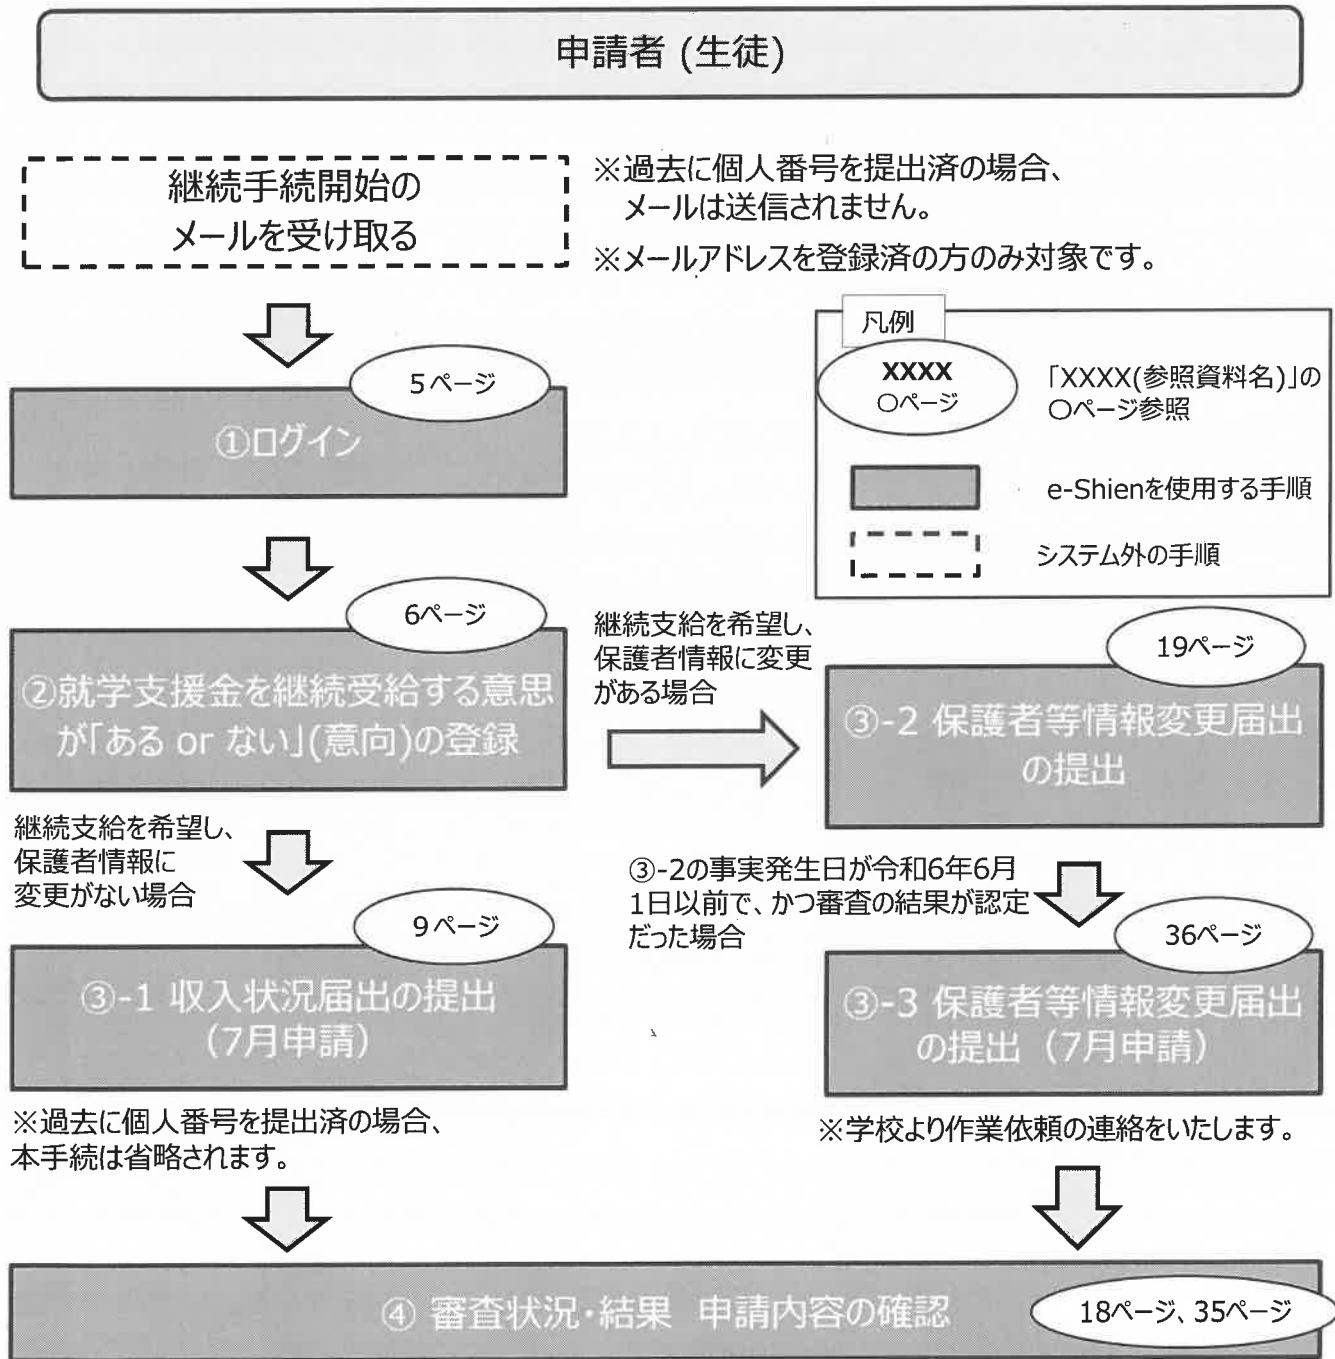 申請者 (生徒)
継続手続開始の
メールを受け取る
※過去に個人番号を提出済の場合、
メールは送信されません。
※メールアドレスを登録済の方のみ対象です。
凡例
XXXX
○ページ
「XXXX(参照資料名)」の
○ページ参照
e-Shienを使用する手順
システム外の手順
5ページ
①ログイン
6ページ
②就学支援金を継続受給する意思
が「ある or ない」(意向)の登録
継続支給を希望し、
保護者情報に変更
がある場合
19ページ
③-2 保護者等情報変更届出
の提出
継続支給を希望し、
保護者情報に
変更がない場合
③-2の事実発生日が令和6年6月
1日以前で、かつ審査の結果が認定
だった場合
9ページ
③-1 収入状況届出の提出
（7月申請）
36ページ
③-3 保護者等情報変更届出
の提出（7月申請）
※過去に個人番号を提出済の場合、
本手続は省略されます。
※学校より作業依頼の連絡をいたします。
④ 審査状況・結果 申請内容の確認
18ページ、35ページ